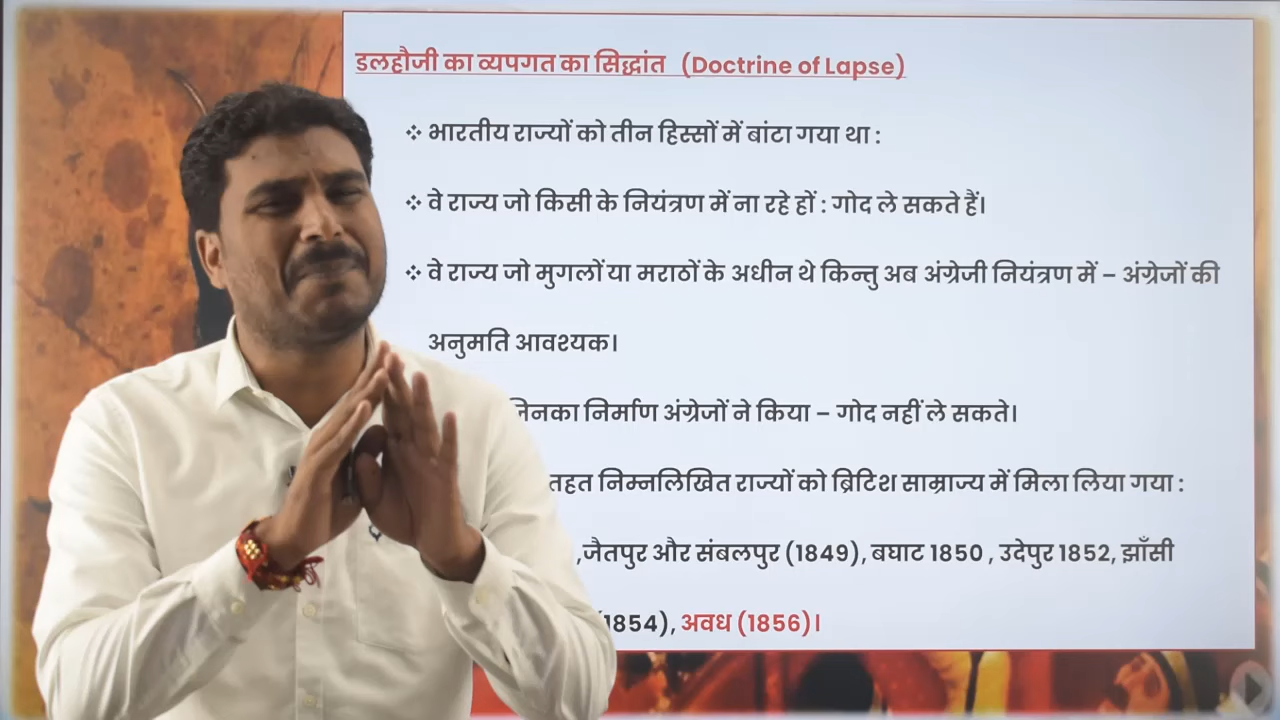 डलहौजी का व्यपगत का सिद्धांत (Doctrine of Lapse)
❖ भारतीय राज्यों को तीन हिस्सों में बांटा गया था :
❖ वे राज्य जो किसी के नियंत्रण में ना रहे हों : गोद ले सकते हैं।
❖ वे राज्य जो मुगलों या मराठों के अधीन थे किन्तु अब अंग्रेजी नियंत्रण में – अंग्रेजों की
अनुमति आवश्यक।
निर्माण अंग्रेजों ने किया – गोद नहीं ले सकते।
तहत निम्नलिखित राज्यों को ब्रिटिश साम्राज्य में मिला लिया गया :
,जैतपुर और संबलपुर (1849), बघाट 1850 , उदेपुर 1852, झाँसी
1854), अवध (1856)।